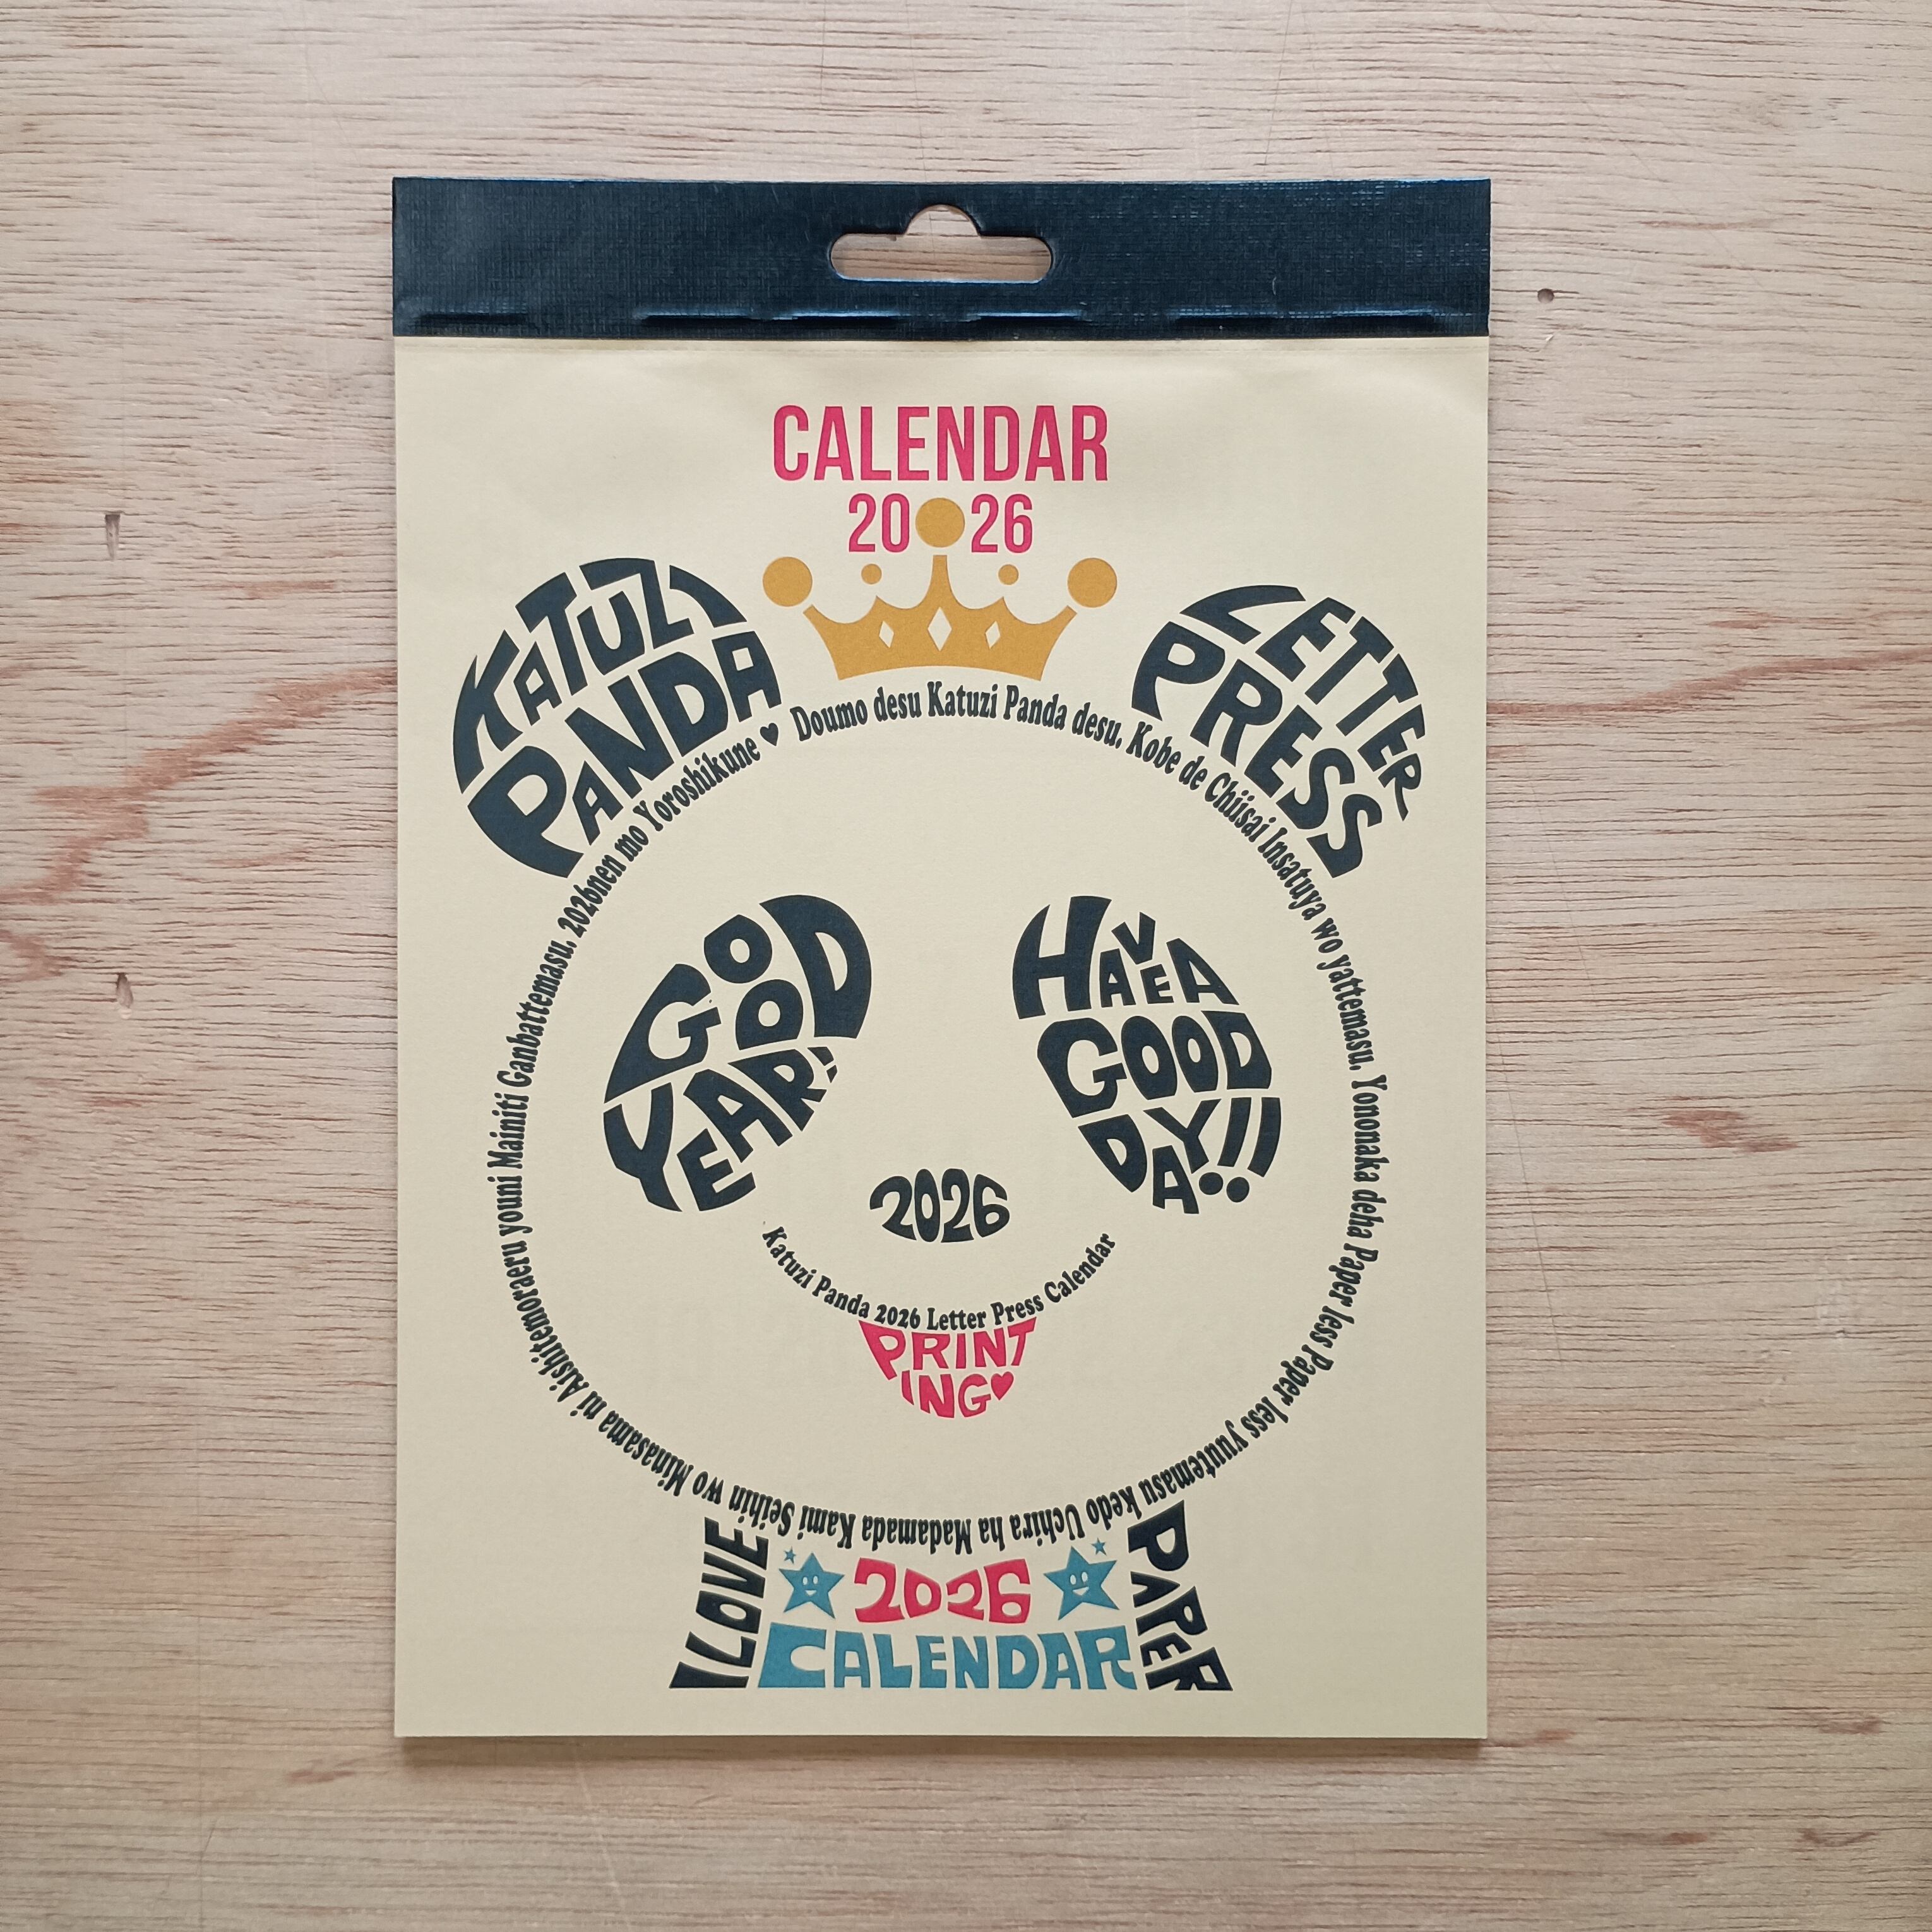 CALENDAR
2026
KATUZI
PANDA
LETTER
PRESS
Doumo desu Katuzi Panda desu. Kobe de Chiisai Insatuya wo yattemasu. Yononaka deha Paper less Paper less yuutemasu kedo Uchira ha Madamada Kami Seihin wo Minasama ni Aishitemoraeru youni Mainiti Ganbattemasu. 2026nen mo Yoroshikune ♥
GOOD
YEAR!
HAVE A
GOOD
DAY!!
2026
Katuzi Panda 2026 Letter Press Calendar
PRINT
ING♥
I LOVE
2026
CALENDAR
PAPER